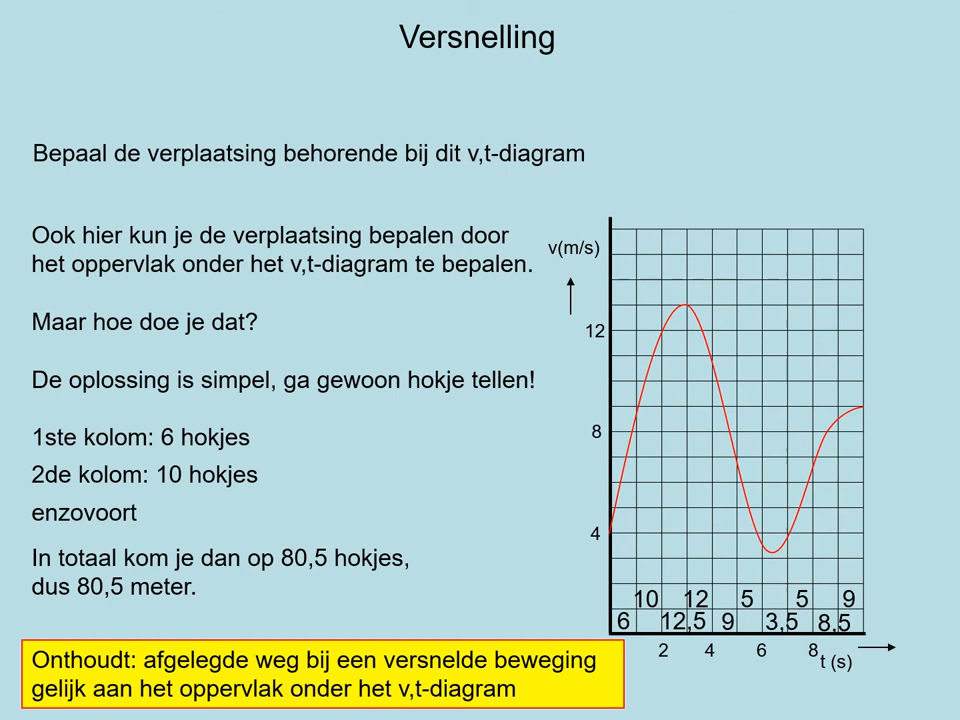 Versnelling
Bepaal de verplaatsing behorende bij dit v,t-diagram
Ook hier kun je de verplaatsing bepalen door
het oppervlak onder het v,t-diagram te bepalen.
Maar hoe doe je dat?
De oplossing is simpel, ga gewoon hokje tellen!
1ste kolom: 6 hokjes
2de kolom: 10 hokjes
enzovoort
In totaal kom je dan op 80,5 hokjes,
dus 80,5 meter.
Onthoudt: afgelegde weg bij een versnelde beweging
gelijk aan het oppervlak onder het v,t-diagram
v(m/s)
12
8
4
10 12 5 5 9
6 12,5 9 3,5 8,5
2 4 6 8
t (s)